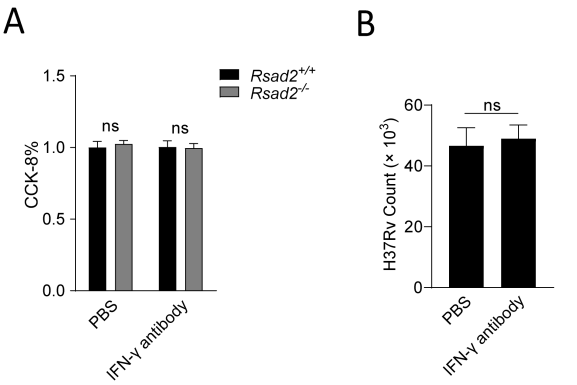 A
Rsad2+/+
Rsad2-/-
CCK-8%
1.5
1.0
0.5
0.0
ns
ns
PBS
IFN-γ antibody
B
H37Rv Count (× 10³)
60
40
20
0
ns
PBS
IFN-γ antibody